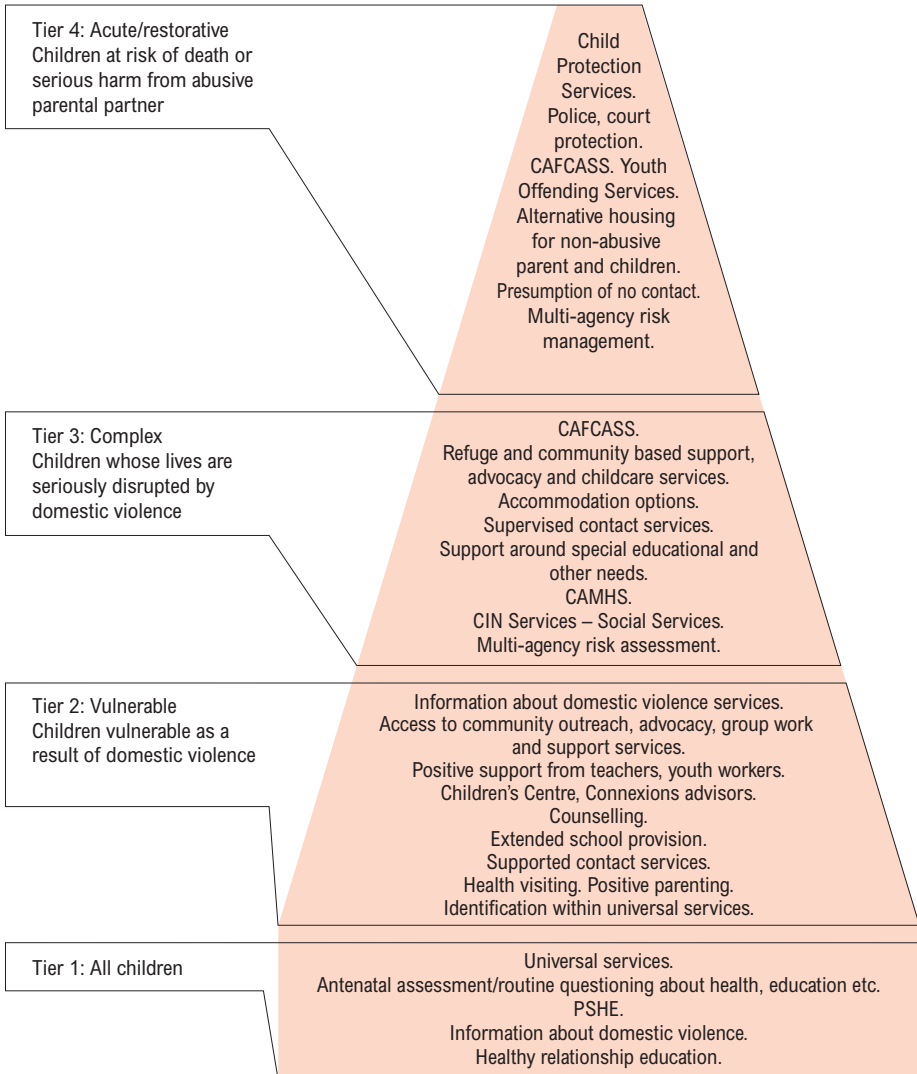 Tier 4: Acute/restorative
Children at risk of death or
serious harm from abusive
parental partner
Child
Protection
Services.
Police, court
protection.
CAFCASS. Youth
Offending Services.
Alternative housing
for non-abusive
parent and children.
Presumption of no contact.
Multi-agency risk
management.
Tier 3: Complex
Children whose lives are
seriously disrupted by
domestic violence
CAFCASS.
Refuge and community based support,
advocacy and childcare services.
Accommodation options.
Supervised contact services.
Support around special educational and
other needs.
CAMHS.
CIN Services – Social Services.
Multi-agency risk assessment.
Tier 2: Vulnerable
Children vulnerable as a
result of domestic violence
Information about domestic violence services.
Access to community outreach, advocacy, group work
and support services.
Positive support from teachers, youth workers.
Children’s Centre, Connexions advisors.
Counselling.
Extended school provision.
Supported contact services.
Health visiting. Positive parenting.
Identification within universal services.
Tier 1: All children
Universal services.
Antenatal assessment/routine questioning about health, education etc.
PSHE.
Information about domestic violence.
Healthy relationship education.